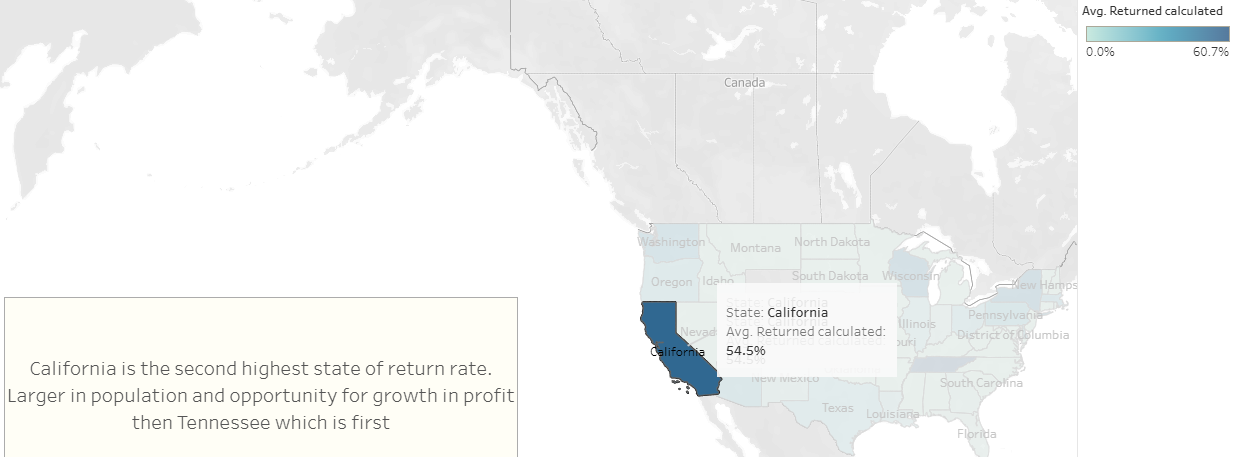 Avg. Returned calculated
0.0% 60.7%
Canada
Washington
Montana
North Dakota
Oregon
Idaho
South Dakota
Wisconsin
New Hamps
State: California
Avg. Returned calculated:
54.5%
Nevad
Illinois
Pennsylvania
District of Columbia
California
New Mexico
South Carolina
Texas
Louisiana
Florida
California is the second highest state of return rate.
Larger in population and opportunity for growth in profit
then Tennessee which is first